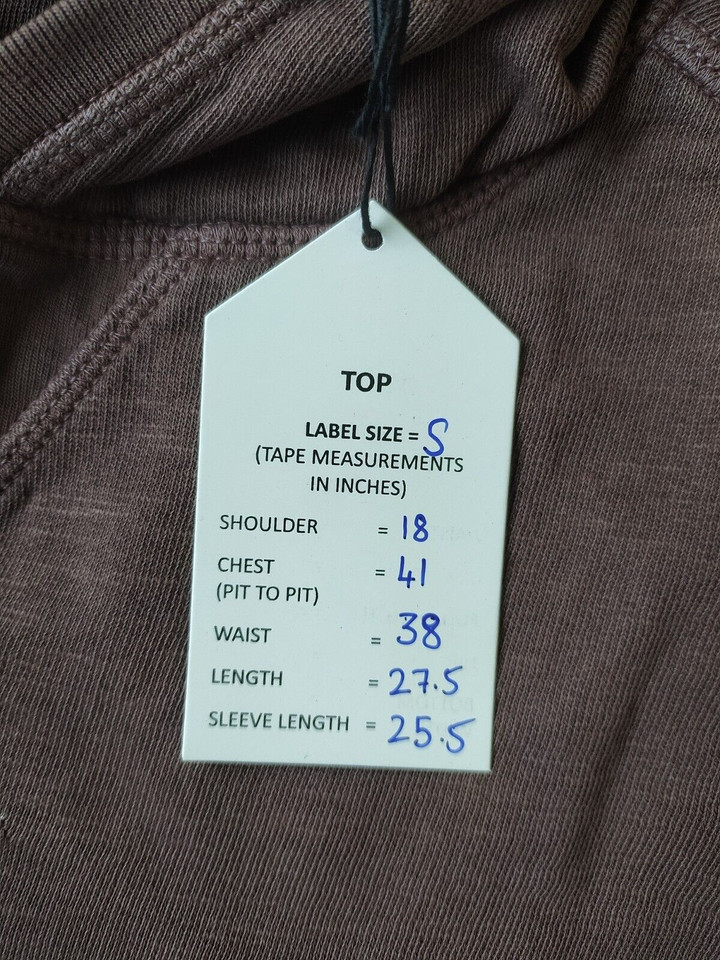 TOP
LABEL SIZE = S
(TAPE MEASUREMENTS
IN INCHES)
SHOULDER = 18
CHEST = 41
(PIT TO PIT)
WAIST = 38
LENGTH = 27.5
SLEEVE LENGTH = 25.5